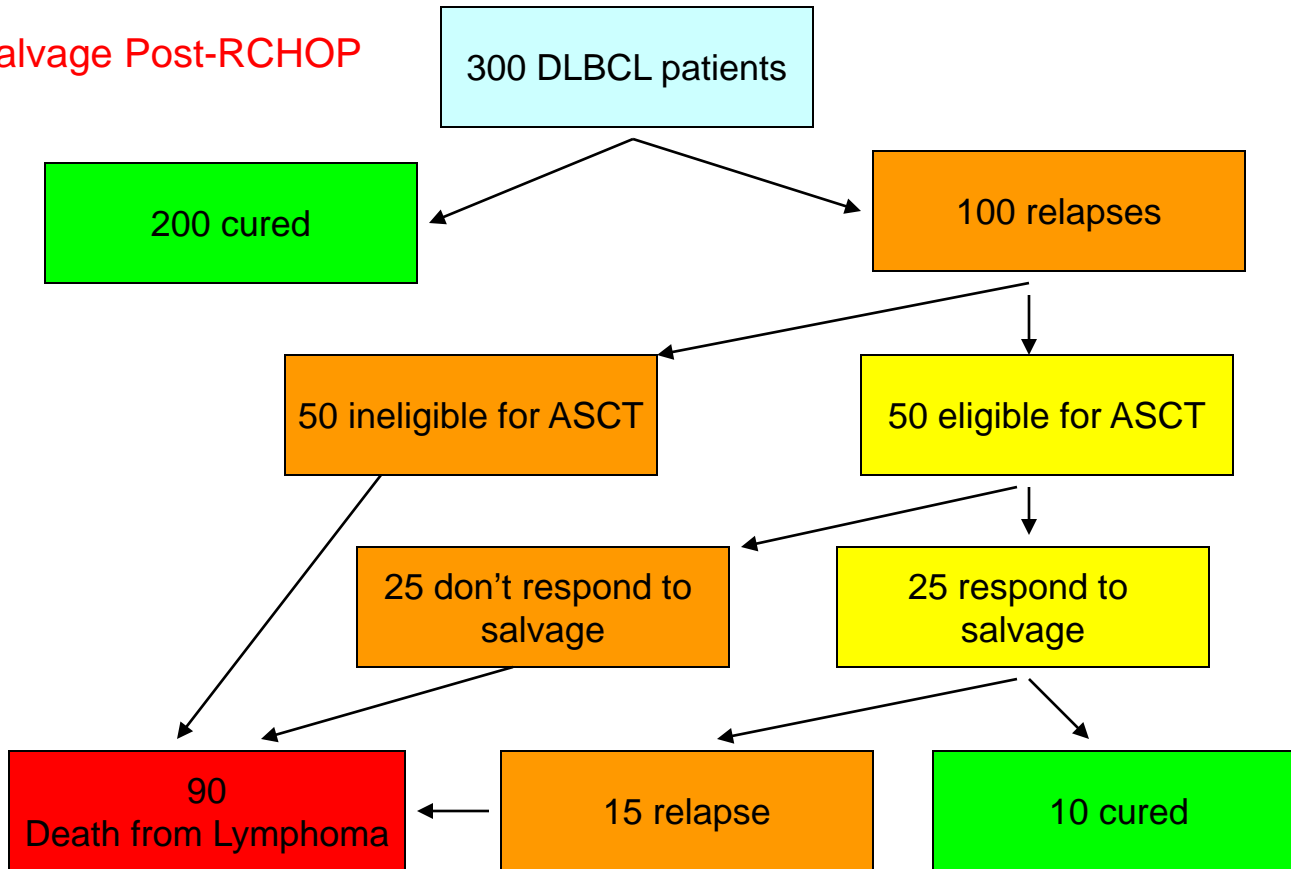 alvage Post-RCHOP
300 DLBCL patients
200 cured
100 relapses
50 ineligible for ASCT
50 eligible for ASCT
25 don’t respond to
salvage
25 respond to
salvage
90
Death from Lymphoma
15 relapse
10 cured